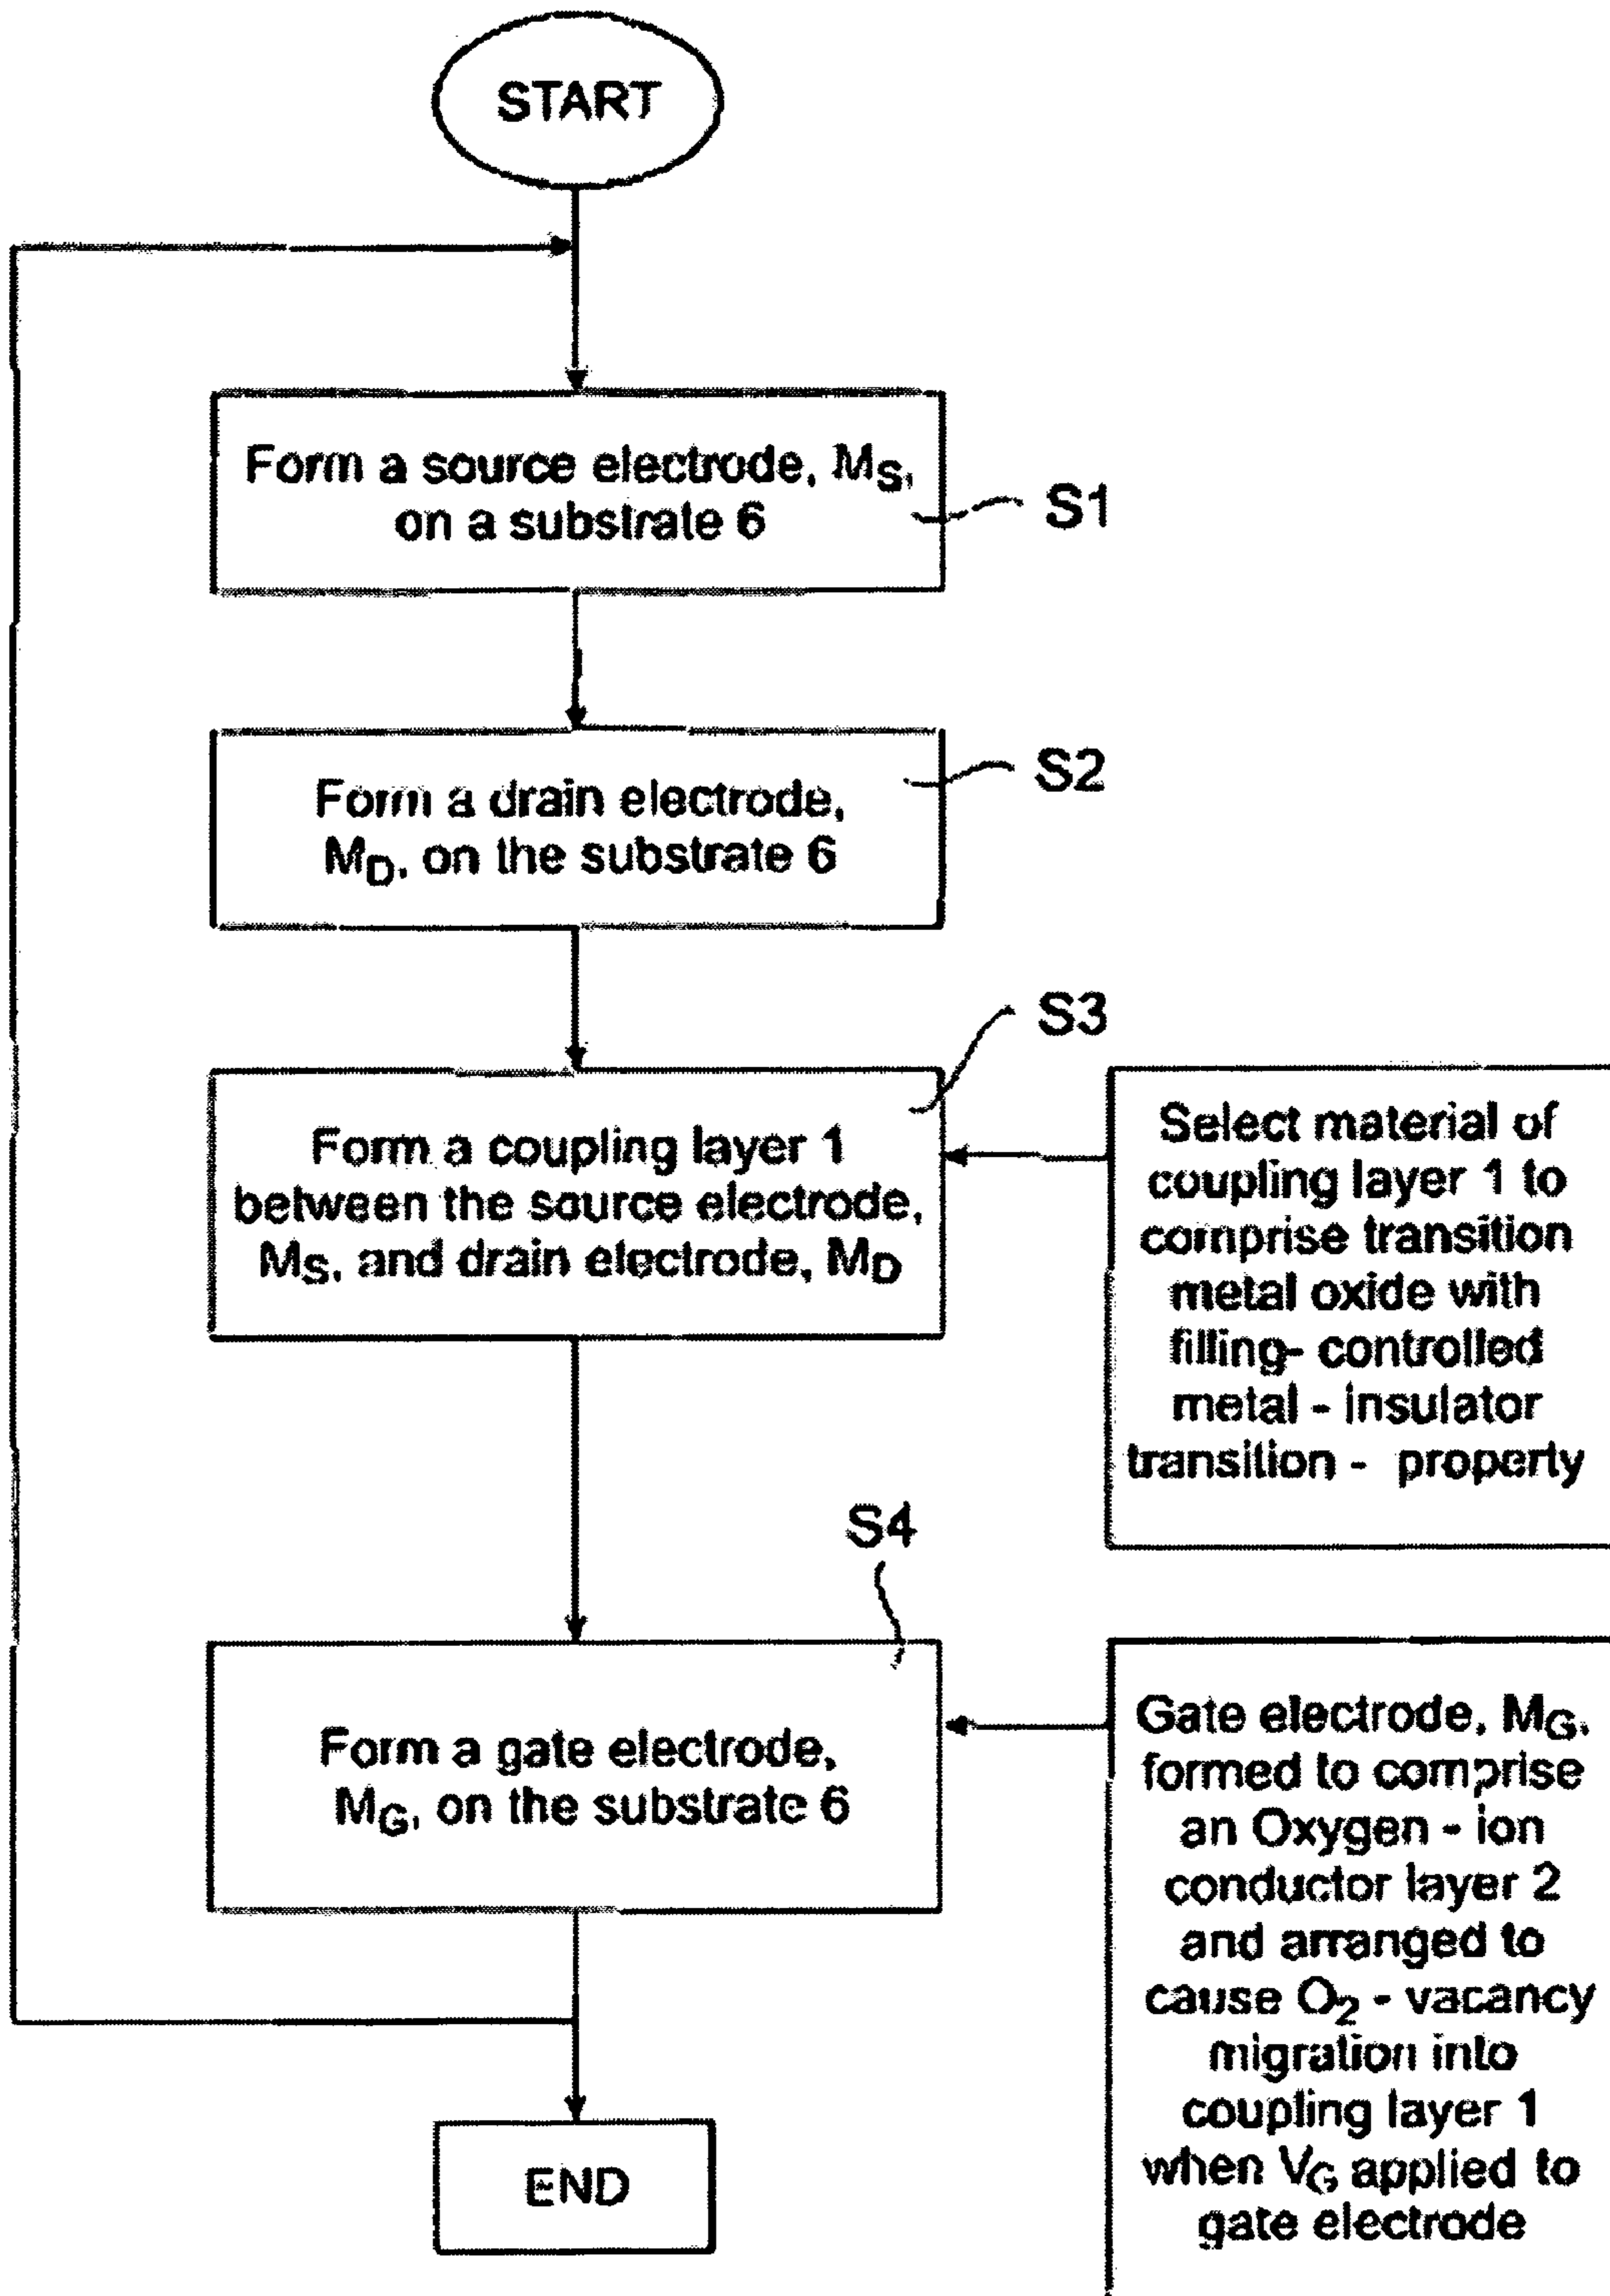 START
Form a source electrode, MS,
on a substrate 6
S1
Form a drain electrode,
MD, on the substrate 6
S2
S3
Form a coupling layer 1
between the source electrode,
MS, and drain electrode, MD
Select material of
coupling layer 1 to
comprise transition
metal oxide with
filling- controlled
metal - insulator
transition - property
S4
Form a gate electrode,
MG, on the substrate 6
Gate electrode, MG,
formed to comprise
an Oxygen - ion
conductor layer 2
and arranged to
cause O2 - vacancy
migration into
coupling layer 1
when VG applied to
gate electrode
END